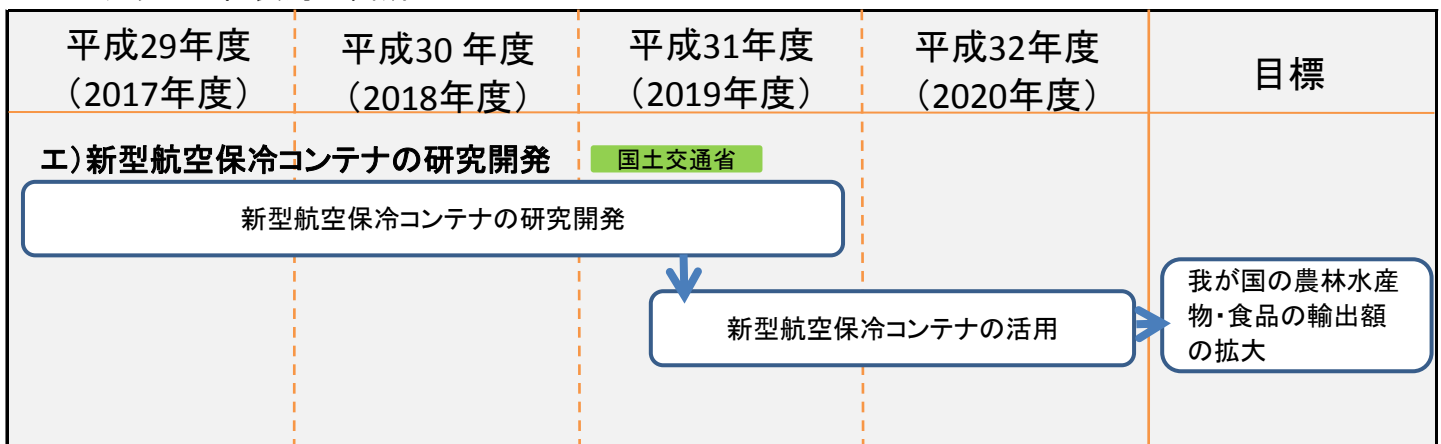 平成29年度
（2017年度）
平成30 年度
（2018年度）
平成31年度
（2019年度）
平成32年度
（2020年度）
目標
エ）新型航空保冷コンテナの研究開発
国土交通省
新型航空保冷コンテナの研究開発
新型航空保冷コンテナの活用
我が国の農林水産
物・食品の輸出額
の拡大